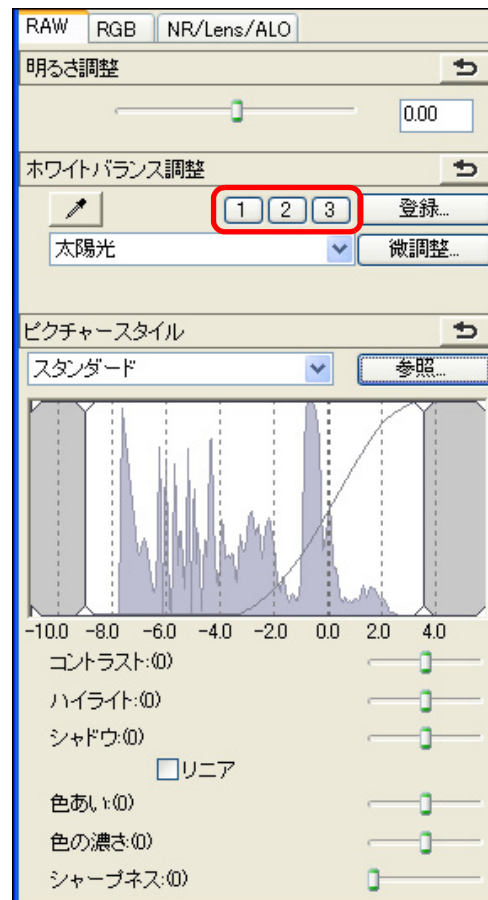 RAW RGB NR/Lens/ALO
明るさ調整
0.00
ホワイトバランス調整
1 2 3 登録...
太陽光 微調整...
ピクチャースタイル
スタンダード 参照...
-10.0 -8.0 -6.0 -4.0 -2.0 0.0 2.0 4.0
コントラスト:(0)
ハイライト:(0)
シャドウ:(0)
リニア
色あい:(0)
色の濃さ:(0)
シャープネス:(0)